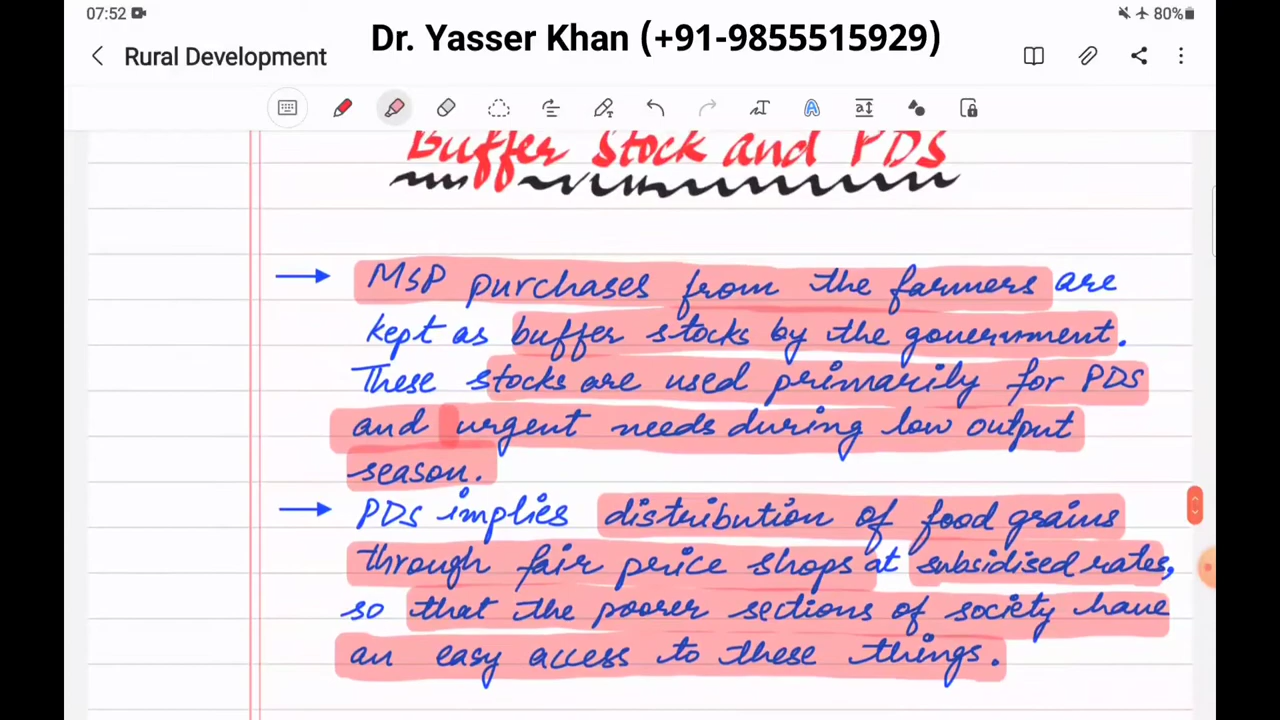 07:52
80%
Dr. Yasser Khan (+91-9855515929)
Rural Development
Buffer Stock and PDS
→ MSP purchases from the farmers are
kept as buffer stocks by the government.
These stocks are used primarily for PDS
and urgent needs during low output
season.
→ PDS implies distribution of food grains
through fair price shops at subsidised rates,
so that the poorer sections of society have
an easy access to these things.